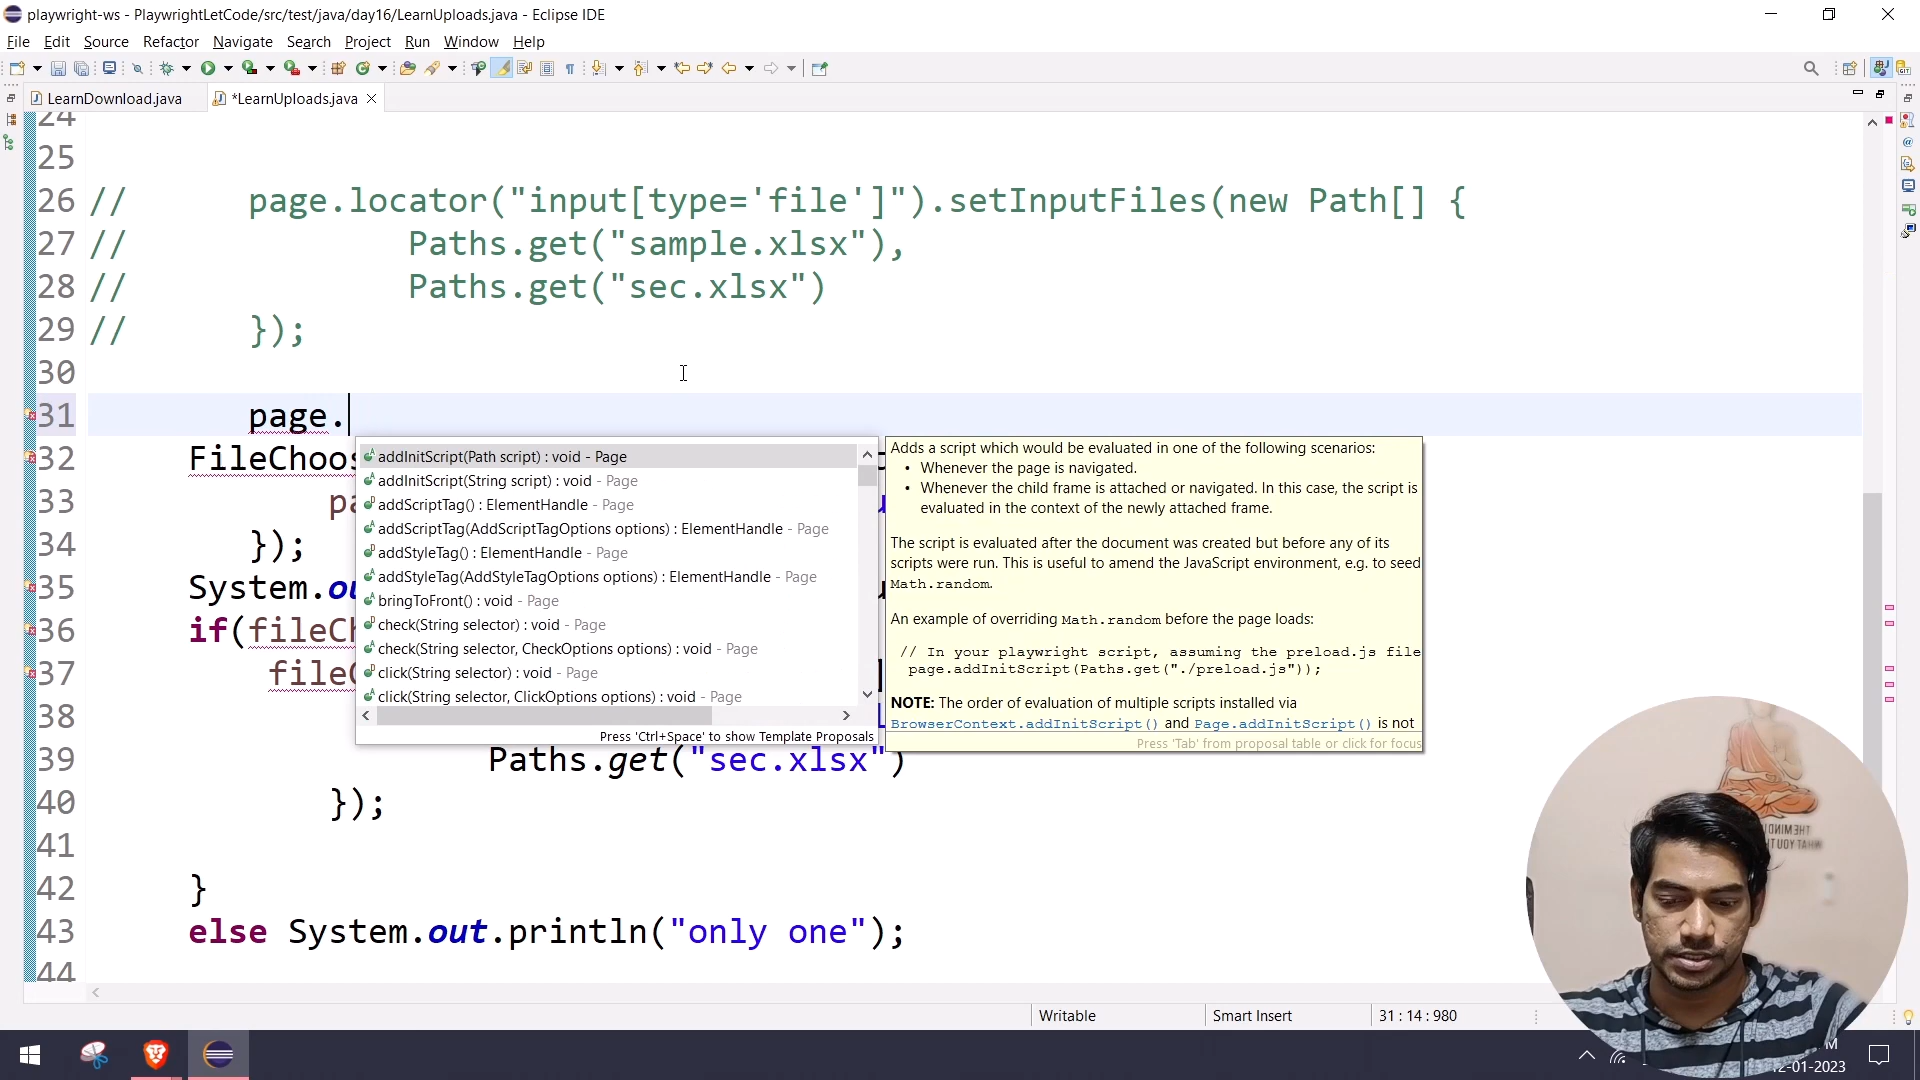 playwright-ws - PlaywrightLetCode/src/test/java/day16/LearnUploads.java - Eclipse IDE
File Edit Source Refactor Navigate Search Project Run Window Help
LearnDownload.java *LearnUploads.java
24
25
26 // page.locator("input[type='file']").setInputFiles(new Path[] {
27 // Paths.get("sample.xlsx"),
28 // Paths.get("sec.xlsx")
29 // });
30
31 page.
32 FileChoos
33 pa
34 });
35 System.ou
36 if(fileCh
37 fileC
38
39 Paths.get("sec.xlsx")
40 });
41
42 }
43 else System.out.println("only one");
44
addInitScript(Path script) : void - Page
addInitScript(String script) : void - Page
addScriptTag() : ElementHandle - Page
addScriptTag(AddScriptTagOptions options) : ElementHandle - Page
addStyleTag() : ElementHandle - Page
addStyleTag(AddStyleTagOptions options) : ElementHandle - Page
bringToFront() : void - Page
check(String selector) : void - Page
check(String selector, CheckOptions options) : void - Page
click(String selector) : void - Page
click(String selector, ClickOptions options) : void - Page
Press 'Ctrl+Space' to show Template Proposals
Adds a script which would be evaluated in one of the following scenarios:
• Whenever the page is navigated.
• Whenever the child frame is attached or navigated. In this case, the script is
evaluated in the context of the newly attached frame.
The script is evaluated after the document was created but before any of its
scripts were run. This is useful to amend the JavaScript environment, e.g. to seed
Math.random.
An example of overriding Math.random before the page loads:
// In your playwright script, assuming the preload.js file
page.addInitScript(Paths.get("./preload.js"));
NOTE: The order of evaluation of multiple scripts installed via
BrowserContext.addInitScript() and Page.addInitScript() is not
Press 'Tab' from proposal table or click for focus
Writable Smart Insert 31 : 14 : 980